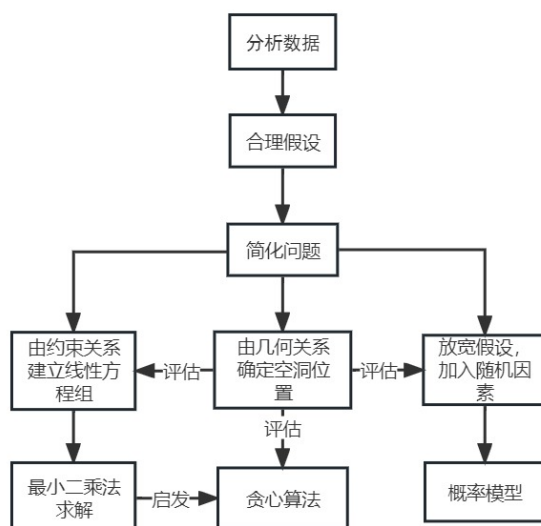 分析数据
合理假设
简化问题
由约束关系
建立线性方
程组
评估
由几何关系
确定空洞位
置
评估
放宽假设，
加入随机因
素
评估
最小二乘法
求解
启发
贪心算法
概率模型